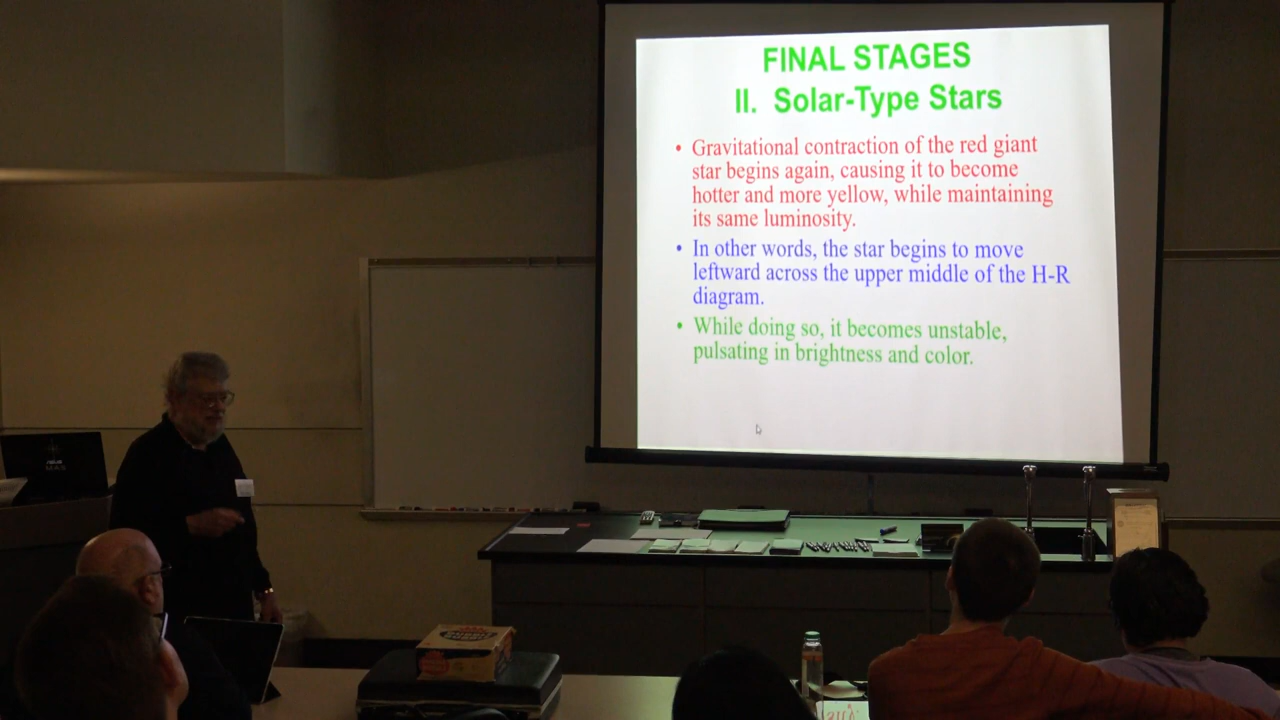 FINAL STAGES
II. Solar-Type Stars
• Gravitational contraction of the red giant
star begins again, causing it to become
hotter and more yellow, while maintaining
its same luminosity.
• In other words, the star begins to move
leftward across the upper middle of the H-R
diagram.
• While doing so, it becomes unstable,
pulsating in brightness and color.